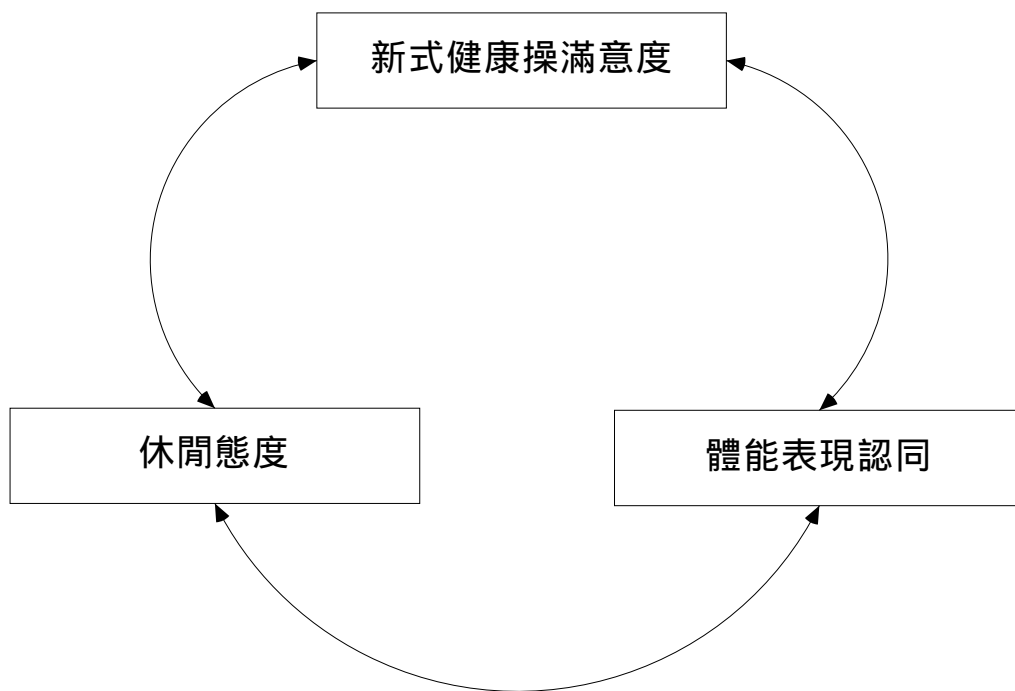 新式健康操滿意度
休閒態度
體能表現認同